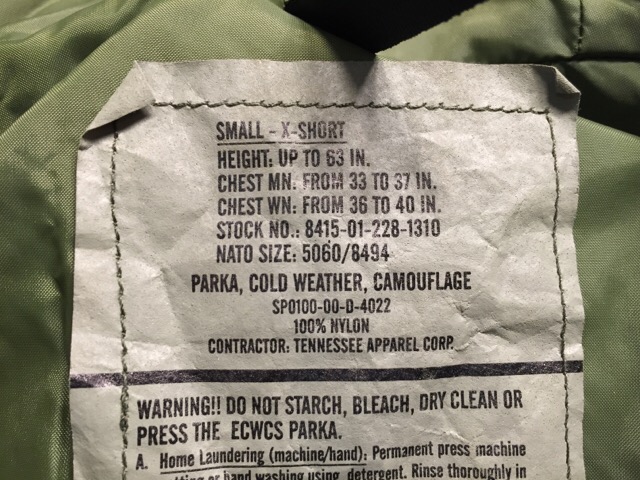 SMALL - X-SHORT
HEIGHT: UP TO 63 IN.
CHEST MN: FROM 33 TO 37 IN.
CHEST WN: FROM 36 TO 40 IN.
STOCK NO.: 8415-01-228-1310
NATO SIZE: 5060/8494
PARKA, COLD WEATHER, CAMOUFLAGE
SPO100-00-D-4022
100% NYLON
CONTRACTOR: TENNESSEE APPAREL CORP.
WARNING!! DO NOT STARCH, BLEACH, DRY CLEAN OR
PRESS THE ECWCS PARKA.
A. Home Laundering (machine/hand): Permanent press machine
or hand washing using detergent. Rinse thoroughly in